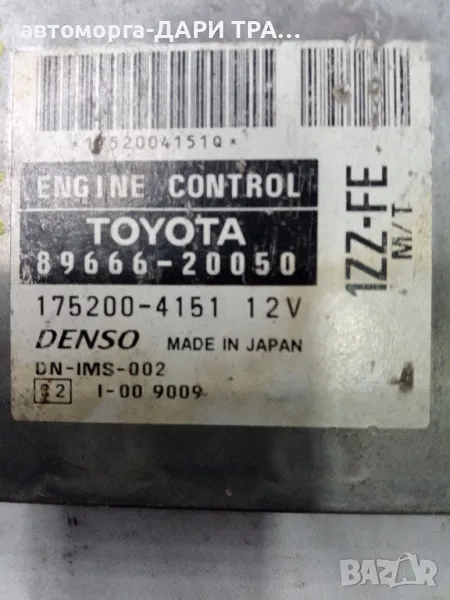 автоморга-ДАРИ ТРА...
*1752004151Q*
ENGINE CONTROL
TOYOTA
89666-20050
175200-4151 12V
DENSO MADE IN JAPAN
DN-IMS-002
I-00 9009
1ZZ-FE
M/T
bazar